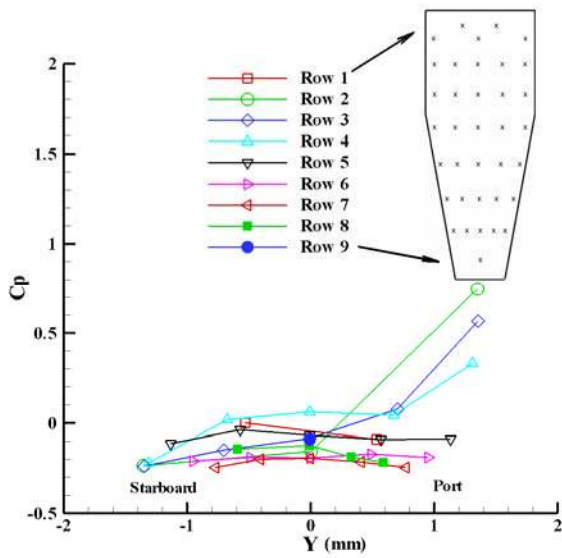 2
1.5
1
0.5
0
-0.5
Cp
Row 1
Row 2
Row 3
Row 4
Row 5
Row 6
Row 7
Row 8
Row 9
Starboard
Port
-2
-1
0
1
2
Y (mm)